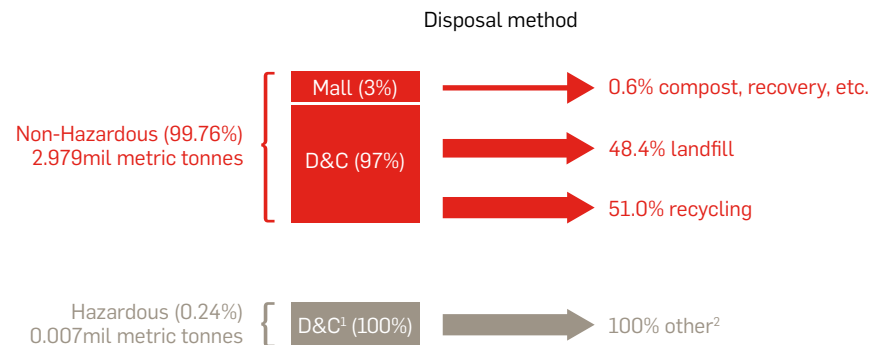 Disposal method
Mall (3%)
0.6% compost, recovery, etc.
Non-Hazardous (99.76%)
2.979mil metric tonnes
D&C (97%)
48.4% landfill
51.0% recycling
Hazardous (0.24%)
0.007mil metric tonnes
D&C¹ (100%)
100% other²